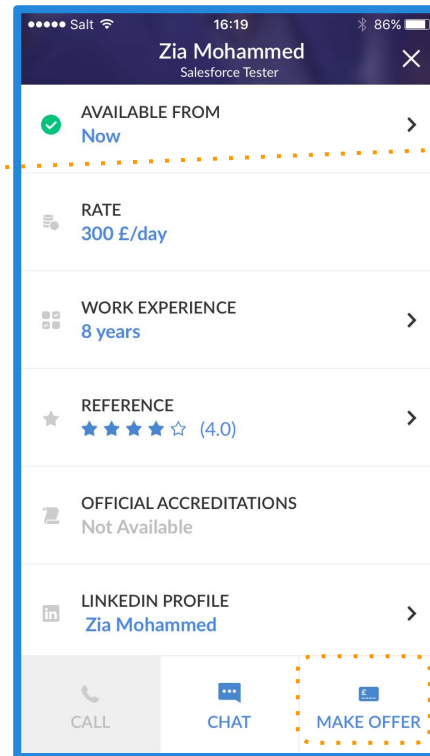 Salt 16:19 86%
Zia Mohammed
Salesforce Tester
AVAILABLE FROM
Now
RATE
300 £/day
WORK EXPERIENCE
8 years
REFERENCE
(4.0)
OFFICIAL ACCREDITATIONS
Not Available
in LINKEDIN PROFILE
Zia Mohammed
£
CALL CHAT MAKE OFFER